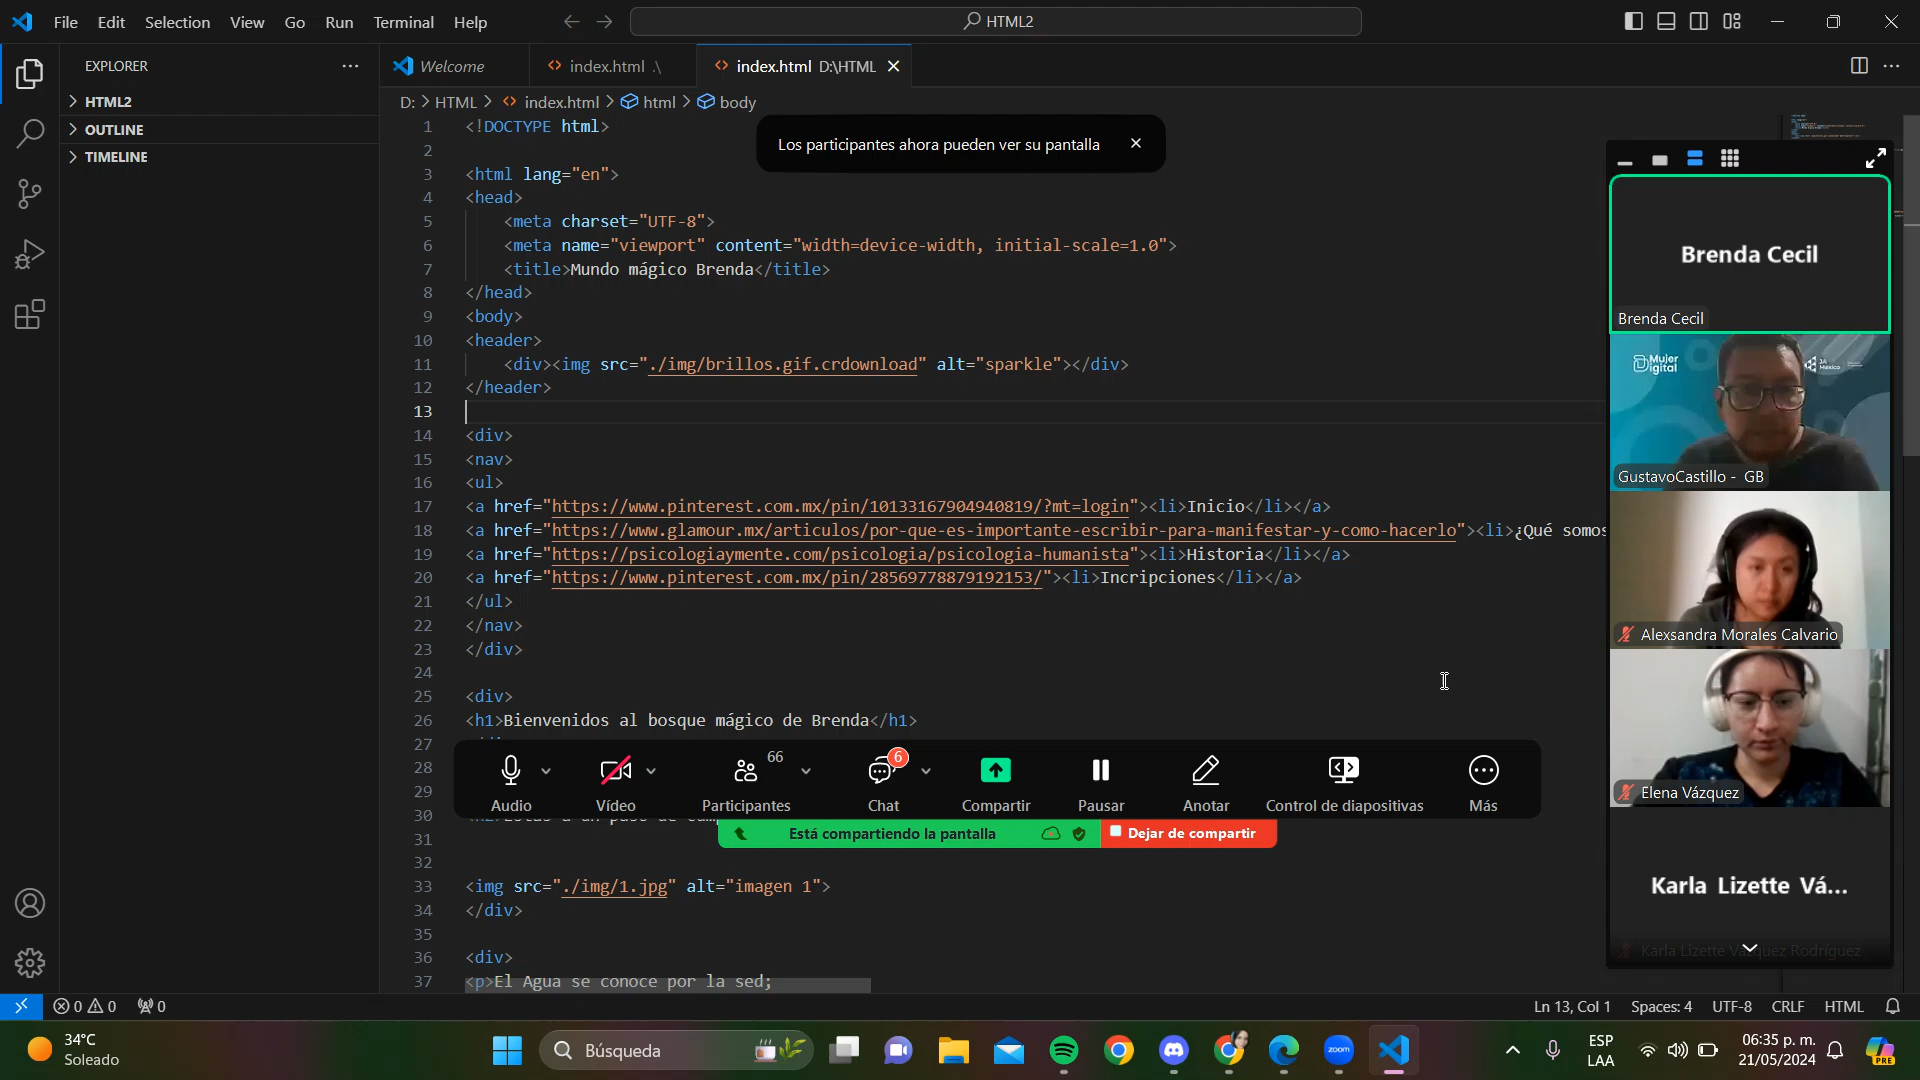 File Edit Selection View Go Run Terminal Help
HTML2
EXPLORER
HTML2
OUTLINE
TIMELINE
Welcome
index.html .\
index.html D:\HTML
D: > HTML > index.html > html > body
Los participantes ahora pueden ver su pantalla
1 <!DOCTYPE html>
2
3 <html lang="en">
4 <head>
5 <meta charset="UTF-8">
6 <meta name="viewport" content="width=device-width, initial-scale=1.0">
7 <title>Mundo mágico Brenda</title>
8 </head>
9 <body>
10 <header>
11 <div><img src="./img/brillos.gif.crdownload" alt="sparkle"></div>
12 </header>
13
14 <div>
15 <nav>
16 <ul>
17 <a href="https://www.pinterest.com.mx/pin/10133167904940819/?mt=login"><li>Inicio</li></a>
18 <a href="https://www.glamour.mx/articulos/por-que-es-importante-escribir-para-manifestar-y-como-hacerlo"><li>¿Qué somos
19 <a href="https://psicologiaymente.com/psicologia/psicologia-humanista"><li>Historia</li></a>
20 <a href="https://www.pinterest.com.mx/pin/28569778879192153/"><li>Incripciones</li></a>
21 </ul>
22 </nav>
23 </div>
24
25 <div>
26 <h1>Bienvenidos al bosque mágico de Brenda</h1>
27
28
29
30
31
32
33 <img src="./img/1.jpg" alt="imagen 1">
34 </div>
35
36 <div>
37 <p>El Agua se conoce por la sed;
Audio
Vídeo
66
Participantes
6
Chat
Compartir
Pausar
Anotar
Control de diapositivas
Más
Está compartiendo la pantalla
Dejar de compartir
Brenda Cecil
Brenda Cecil
Mujer Digital
JA México
GustavoCastillo - GB
Alexsandra Morales Calvario
Elena Vázquez
Karla Lizette Vá...
Karla Lizette Vázquez Rodríguez
0 0 0
Ln 13, Col 1 Spaces: 4 UTF-8 CRLF HTML
34°C
Soleado
Búsqueda
zoom
ESP
LAA
06:35 p. m.
21/05/2024
PRE